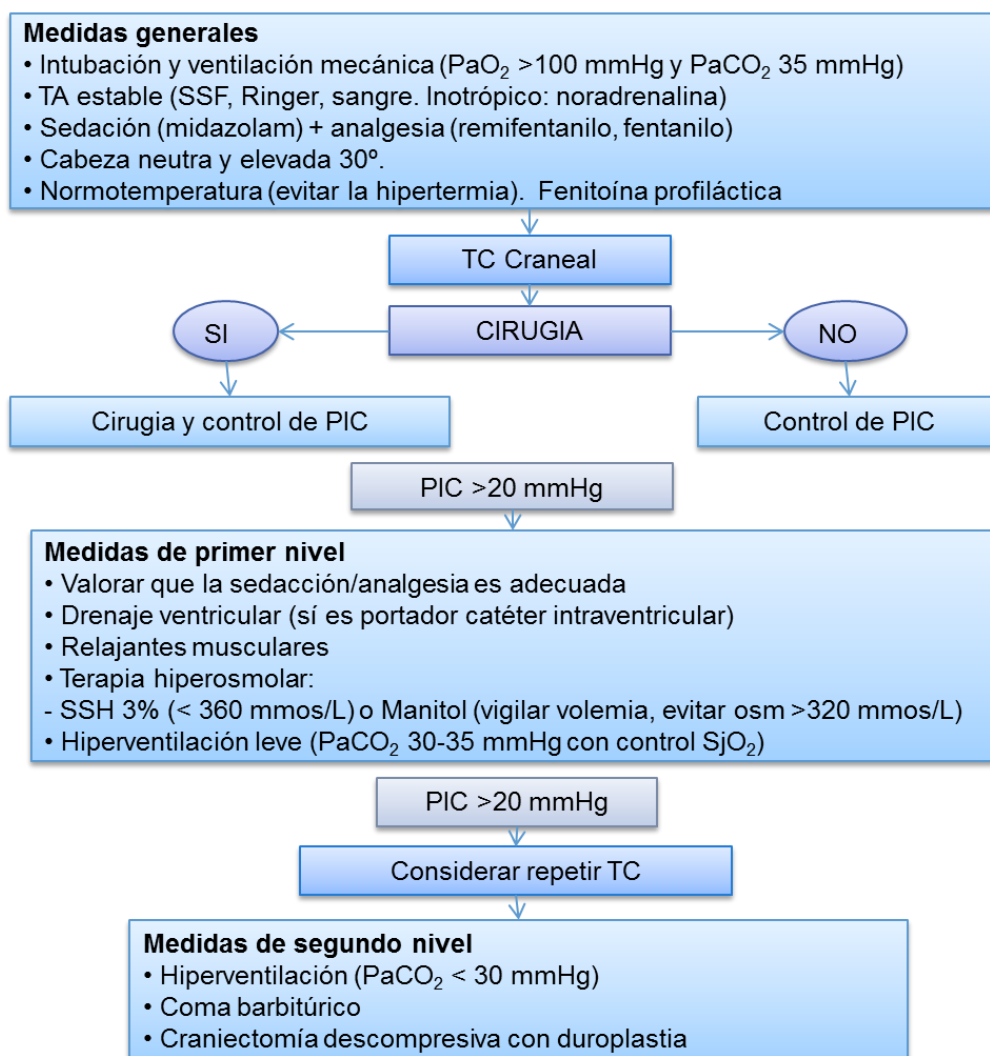 Medidas generales
• Intubación y ventilación mecánica (PaO₂ >100 mmHg y PaCO₂ 35 mmHg)
• TA estable (SSF, Ringer, sangre. Inotrópico: noradrenalina)
• Sedación (midazolam) + analgesia (remifentanilo, fentanilo)
• Cabeza neutra y elevada 30º.
• Normotemperatura (evitar la hipertermia). Fenitoína profiláctica
TC Craneal
SI
CIRUGIA
NO
Cirugia y control de PIC
Control de PIC
PIC >20 mmHg
Medidas de primer nivel
• Valorar que la sedacción/analgesia es adecuada
• Drenaje ventricular (sí es portador catéter intraventricular)
• Relajantes musculares
• Terapia hiperosmolar:
- SSH 3% (< 360 mmos/L) o Manitol (vigilar volemia, evitar osm >320 mmos/L)
• Hiperventilación leve (PaCO₂ 30-35 mmHg con control SjO₂)
PIC >20 mmHg
Considerar repetir TC
Medidas de segundo nivel
• Hiperventilación (PaCO₂ < 30 mmHg)
• Coma barbitúrico
• Craniectomía descompresiva con duroplastia